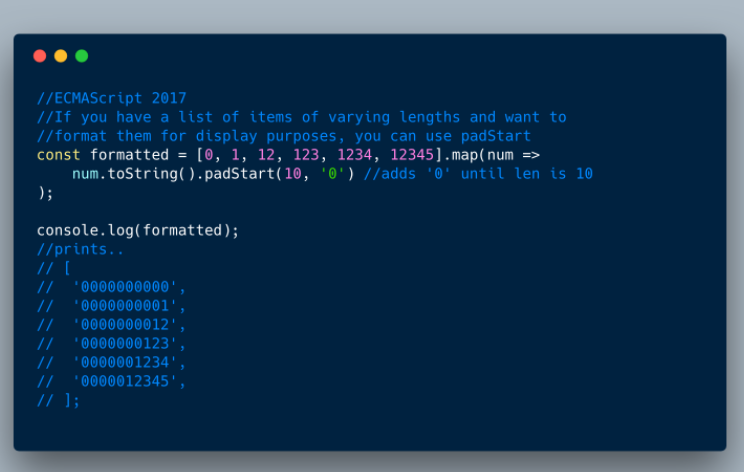 //ECMAScript 2017
//If you have a list of items of varying lengths and want to
//format them for display purposes, you can use padStart
const formatted = [0, 1, 12, 123, 1234, 12345].map(num =>
    num.toString().padStart(10, '0') //adds '0' until len is 10
);

console.log(formatted);
//prints..
// [
//  '0000000000',
//  '0000000001',
//  '0000000012',
//  '0000000123',
//  '0000001234',
//  '0000012345',
// ];